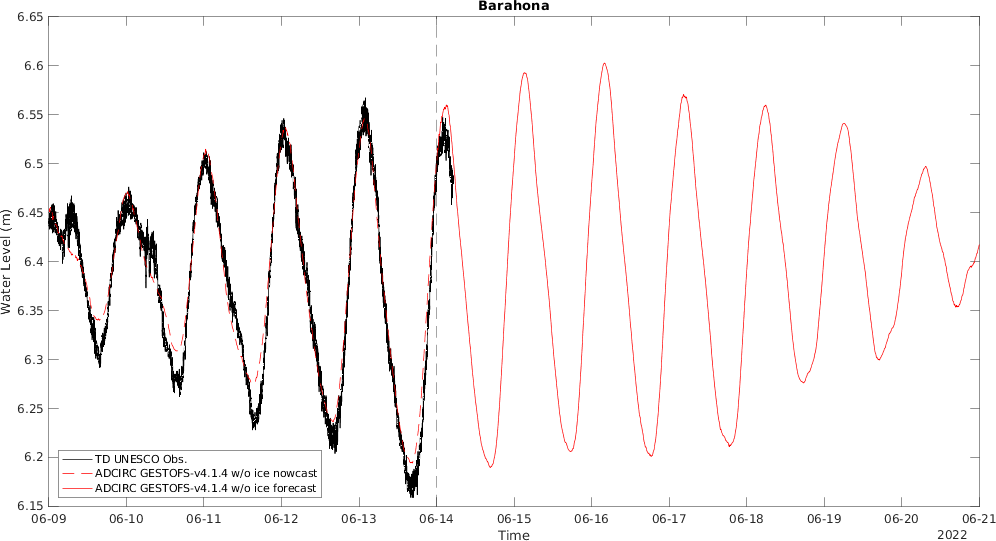 Barahona
6.65
6.6
6.55
6.5
6.45
6.4
6.35
6.3
6.25
6.2
6.15
Water Level (m)
TD UNESCO Obs.
ADCIRC GESTOFS-v4.1.4 w/o ice nowcast
ADCIRC GESTOFS-v4.1.4 w/o ice forecast
06-09 06-10 06-11 06-12 06-13 06-14 06-15 06-16 06-17 06-18 06-19 06-20 06-21
Time
2022